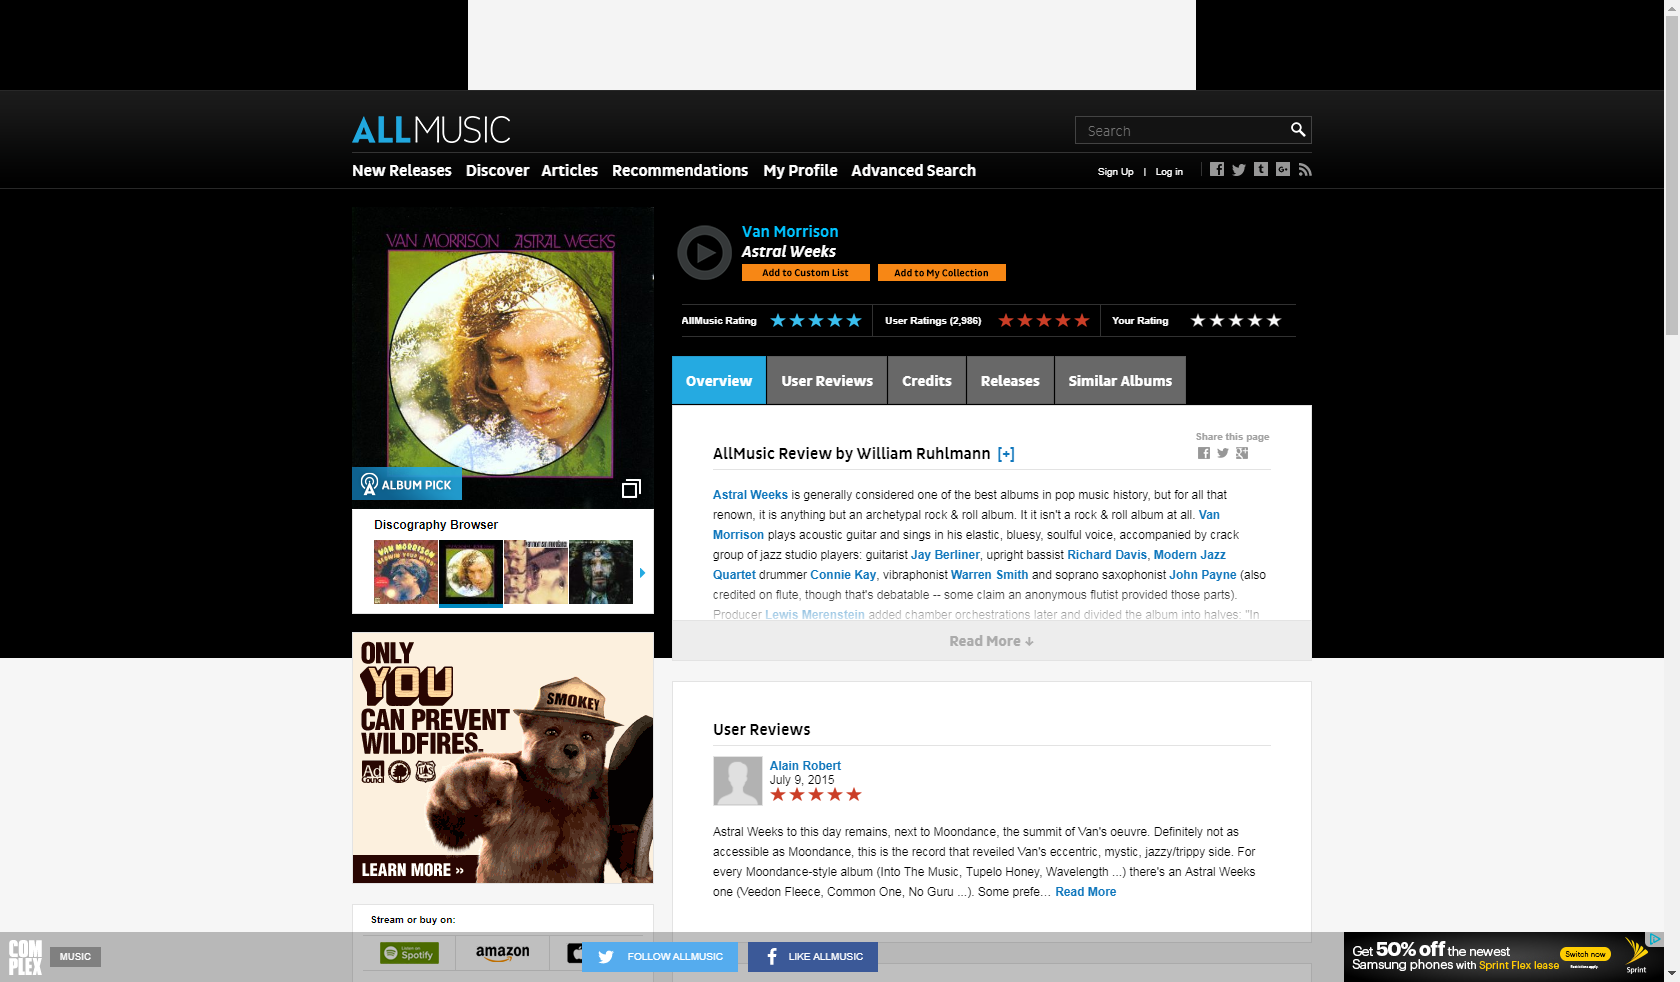 ALLMUSIC
Search
New Releases Discover Articles Recommendations My Profile Advanced Search
Sign Up | Log in
VAN MORRISON ASTRAL WEEKS
ALBUM PICK
Van Morrison
Astral Weeks
Add to Custom List Add to My Collection
AllMusic Rating User Ratings (2,986) Your Rating
Overview User Reviews Credits Releases Similar Albums
Share this page
AllMusic Review by William Ruhlmann [+]
Astral Weeks is generally considered one of the best albums in pop music history, but for all that
renown, it is anything but an archetypal rock & roll album. It it isn't a rock & roll album at all. Van
Morrison plays acoustic guitar and sings in his elastic, bluesy, soulful voice, accompanied by crack
group of jazz studio players: guitarist Jay Berliner, upright bassist Richard Davis, Modern Jazz
Quartet drummer Connie Kay, vibraphonist Warren Smith and soprano saxophonist John Payne (also
credited on flute, though that's debatable -- some claim an anonymous flutist provided those parts).
Producer Lewis Merenstein added chamber orchestrations later and divided the album into halves: "In
Read More ↓
Discography Browser
VAN MORRISON
ONLY
YOU
CAN PREVENT
WILDFIRES.
SMOKEY
Ad
Council
LEARN MORE »
User Reviews
Alain Robert
July 9, 2015
Astral Weeks to this day remains, next to Moondance, the summit of Van's oeuvre. Definitely not as
accessible as Moondance, this is the record that reveiled Van's eccentric, mystic, jazzy/trippy side. For
every Moondance-style album (Into The Music, Tupelo Honey, Wavelength ...) there's an Astral Weeks
one (Veedon Fleece, Common One, No Guru ...). Some prefe... Read More
Stream or buy on:
Listen on
Spotify
amazon
COMPLEX
MUSIC
FOLLOW ALLMUSIC
LIKE ALLMUSIC
Get 50% off the newest
Samsung phones with Sprint Flex lease
Switch now
Restrictions apply
Sprint